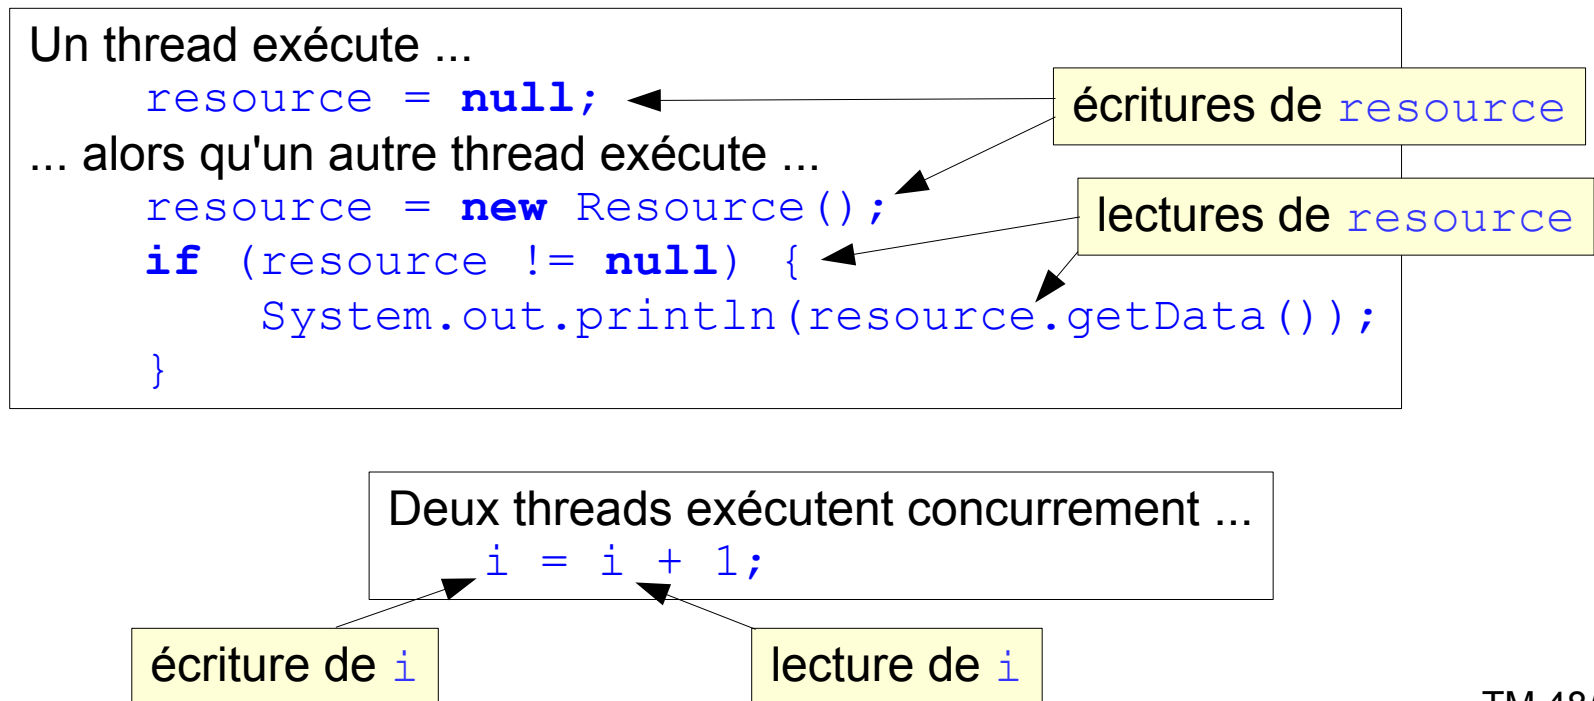 Un thread exécute ...
resource = null;
écritures de resource
... alors qu'un autre thread exécute ...
resource = new Resource();
lectures de resource
if (resource != null) {
System.out.println(resource.getData());
}
Deux threads exécutent concurrement ...
i = i + 1;
écriture de i
lecture de i